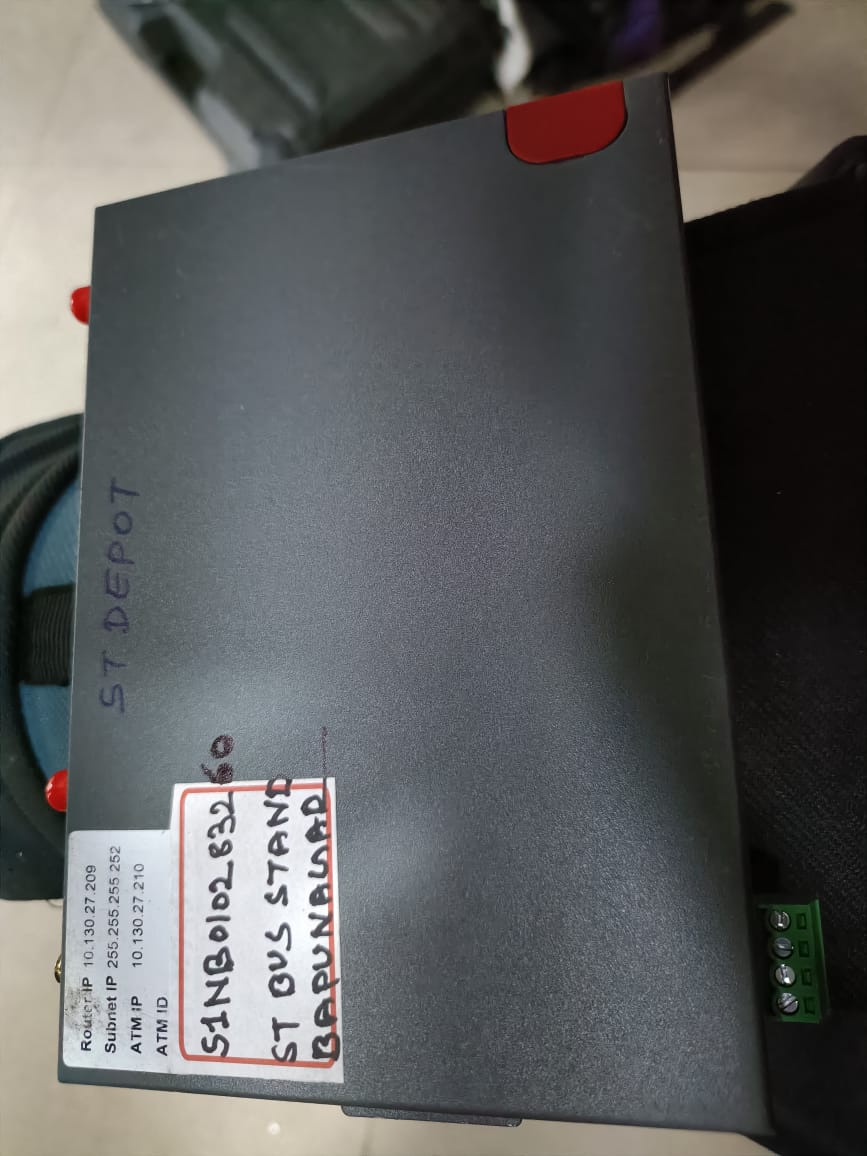 ST DEPOT
Router IP 10.130.27.209
Subnet IP 255.255.255.252
ATM IP 10.130.27.210
ATM ID
S1NB010283260
ST BUS STAND
BAPUNAGAR